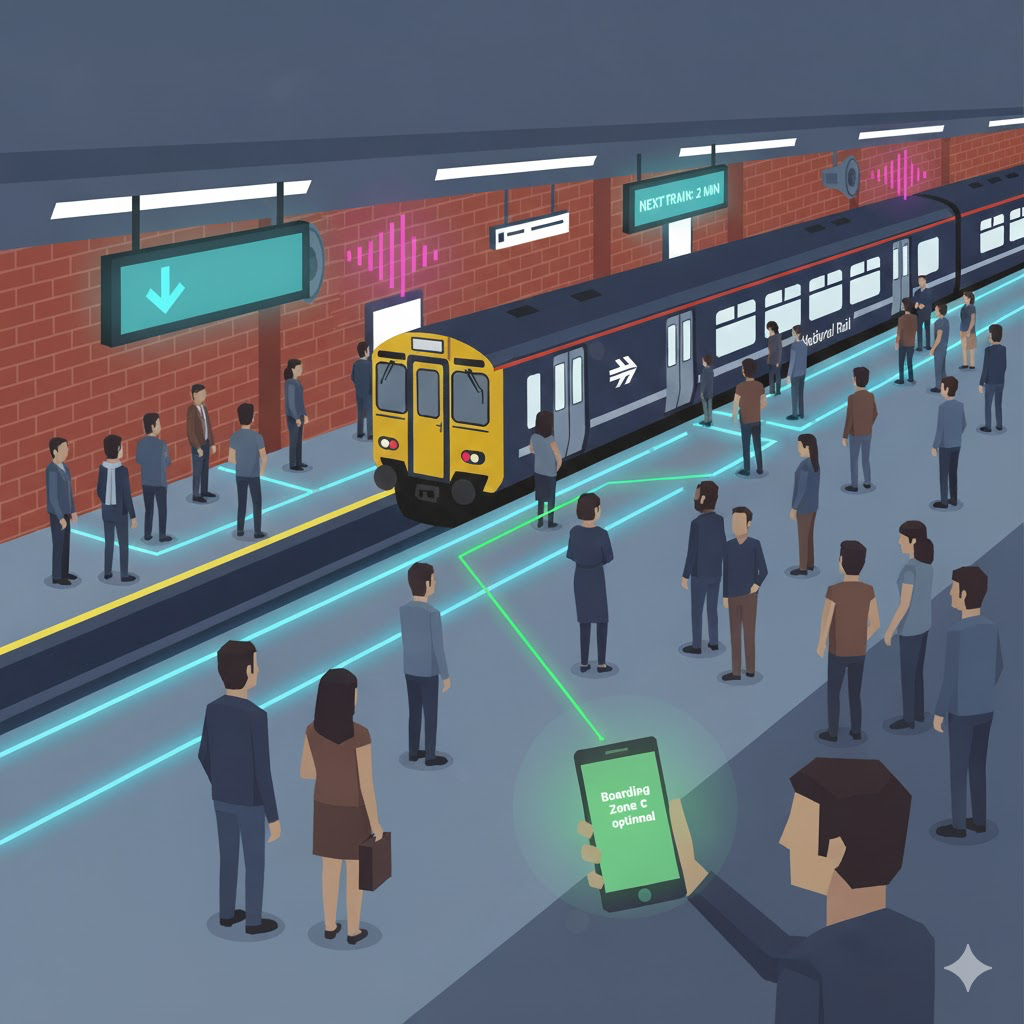 NEXT TRAIN: 2 MIN
National Rail
Boarding
Zone C
optinnal